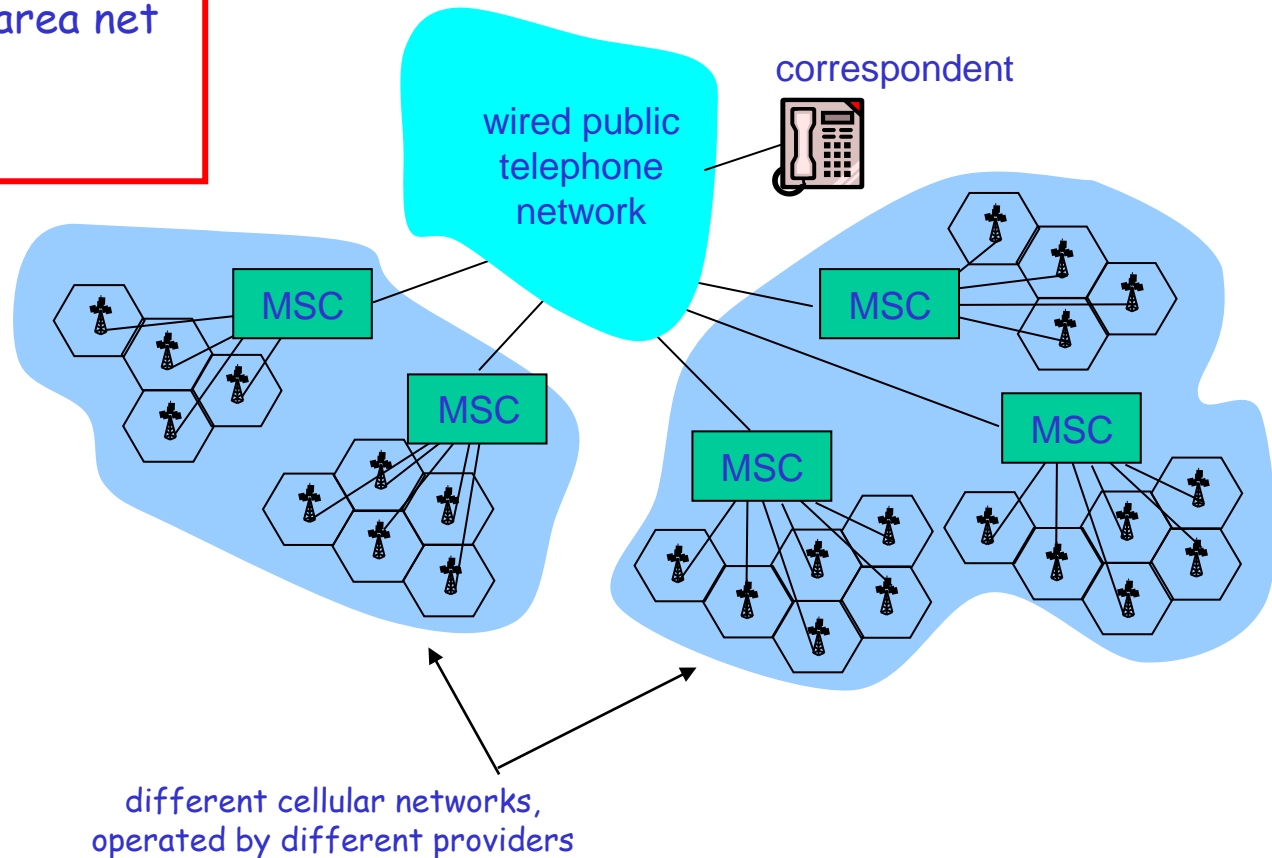 area net
correspondent
wired public
telephone
network
MSC
MSC
MSC
MSC
MSC
different cellular networks,
operated by different providers